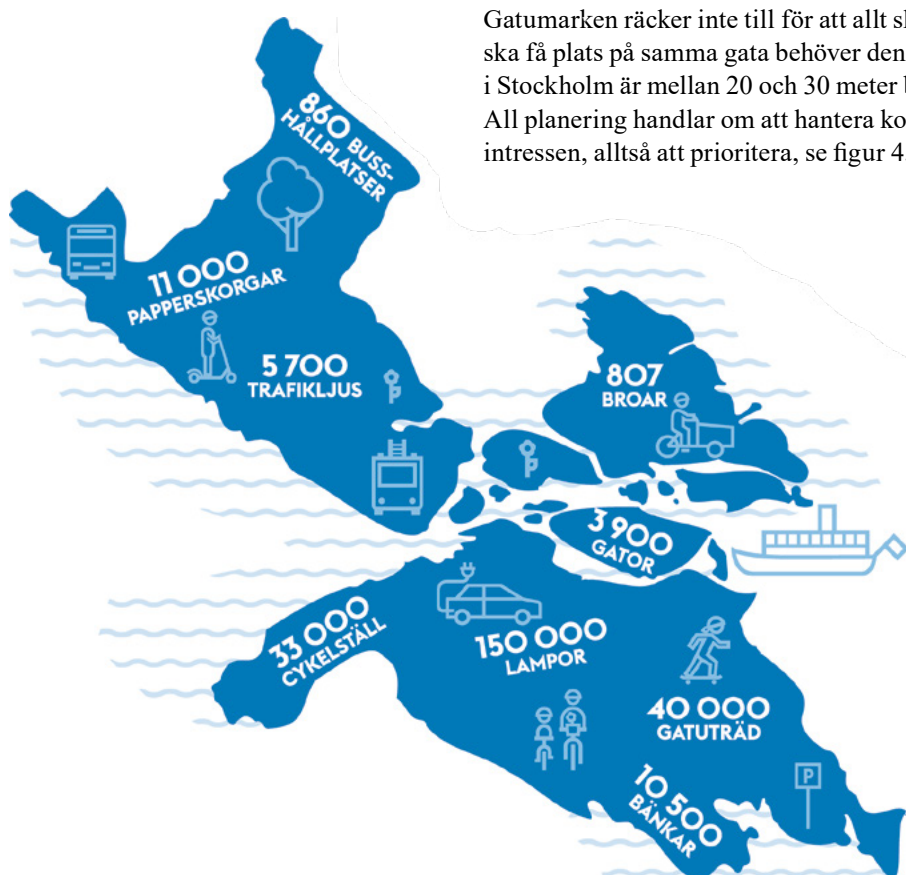 Gatumarken räcker inte till för att allt
ska få plats på samma gata behöver den
i Stockholm är mellan 20 och 30 meter
All planering handlar om att hantera
intressen, alltså att prioritera, se figur 4
860 BUSS-
HÅLLPLATSER
11 000
PAPPERSKORGAR
5 700
TRAFIKLJUS
807
BROAR
3 900
GATOR
33 000
CYKELSTÄLL
150 000
LAMPOR
40 000
GATUTRÄD
P
10 500
BÄNKAR